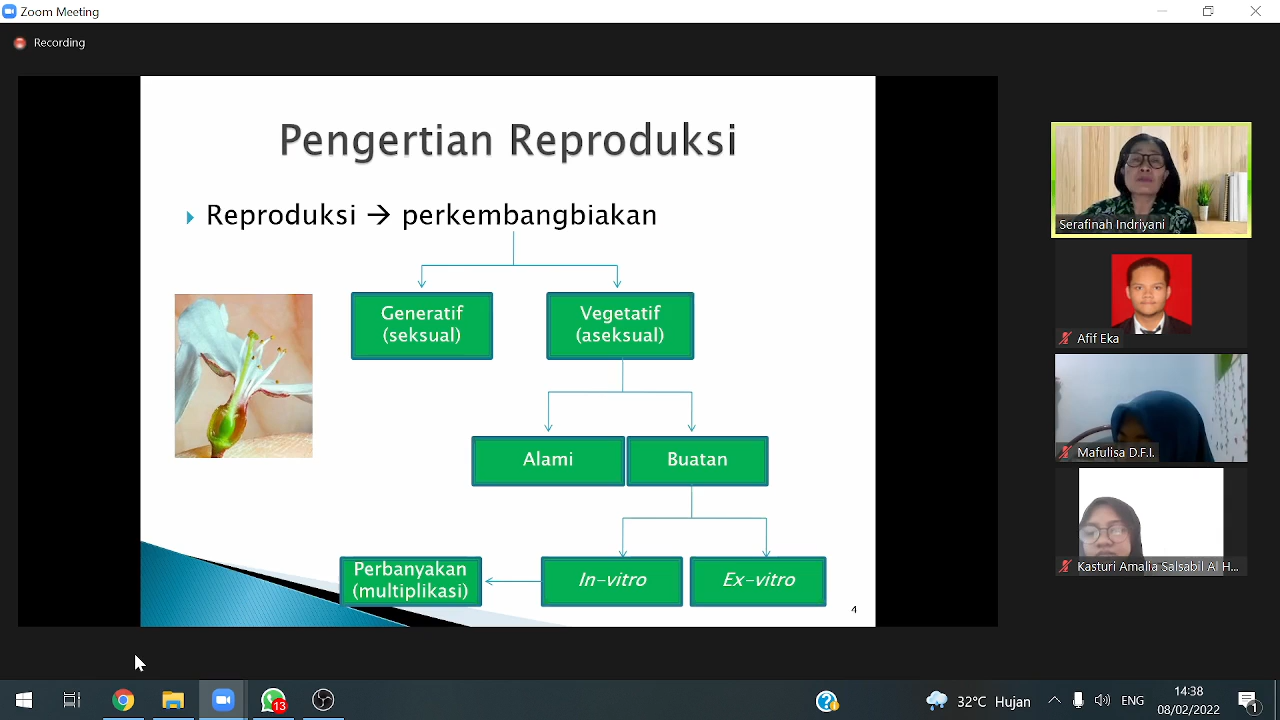 Zoom Meeting
Recording
Pengertian Reproduksi
Reproduksi → perkembangbiakan
Generatif
(seksual)
Vegetatif
(aseksual)
Alami
Buatan
Perbanyakan
(multiplikasi)
In-vitro
Ex-vitro
4
Serafinah Indriyani
Afif Eka
Mafulisa D.F.I.
Kasturi Amalia Salsabil Al H...
13
32°C Hujan
ENG
14:38
08/02/2022
1